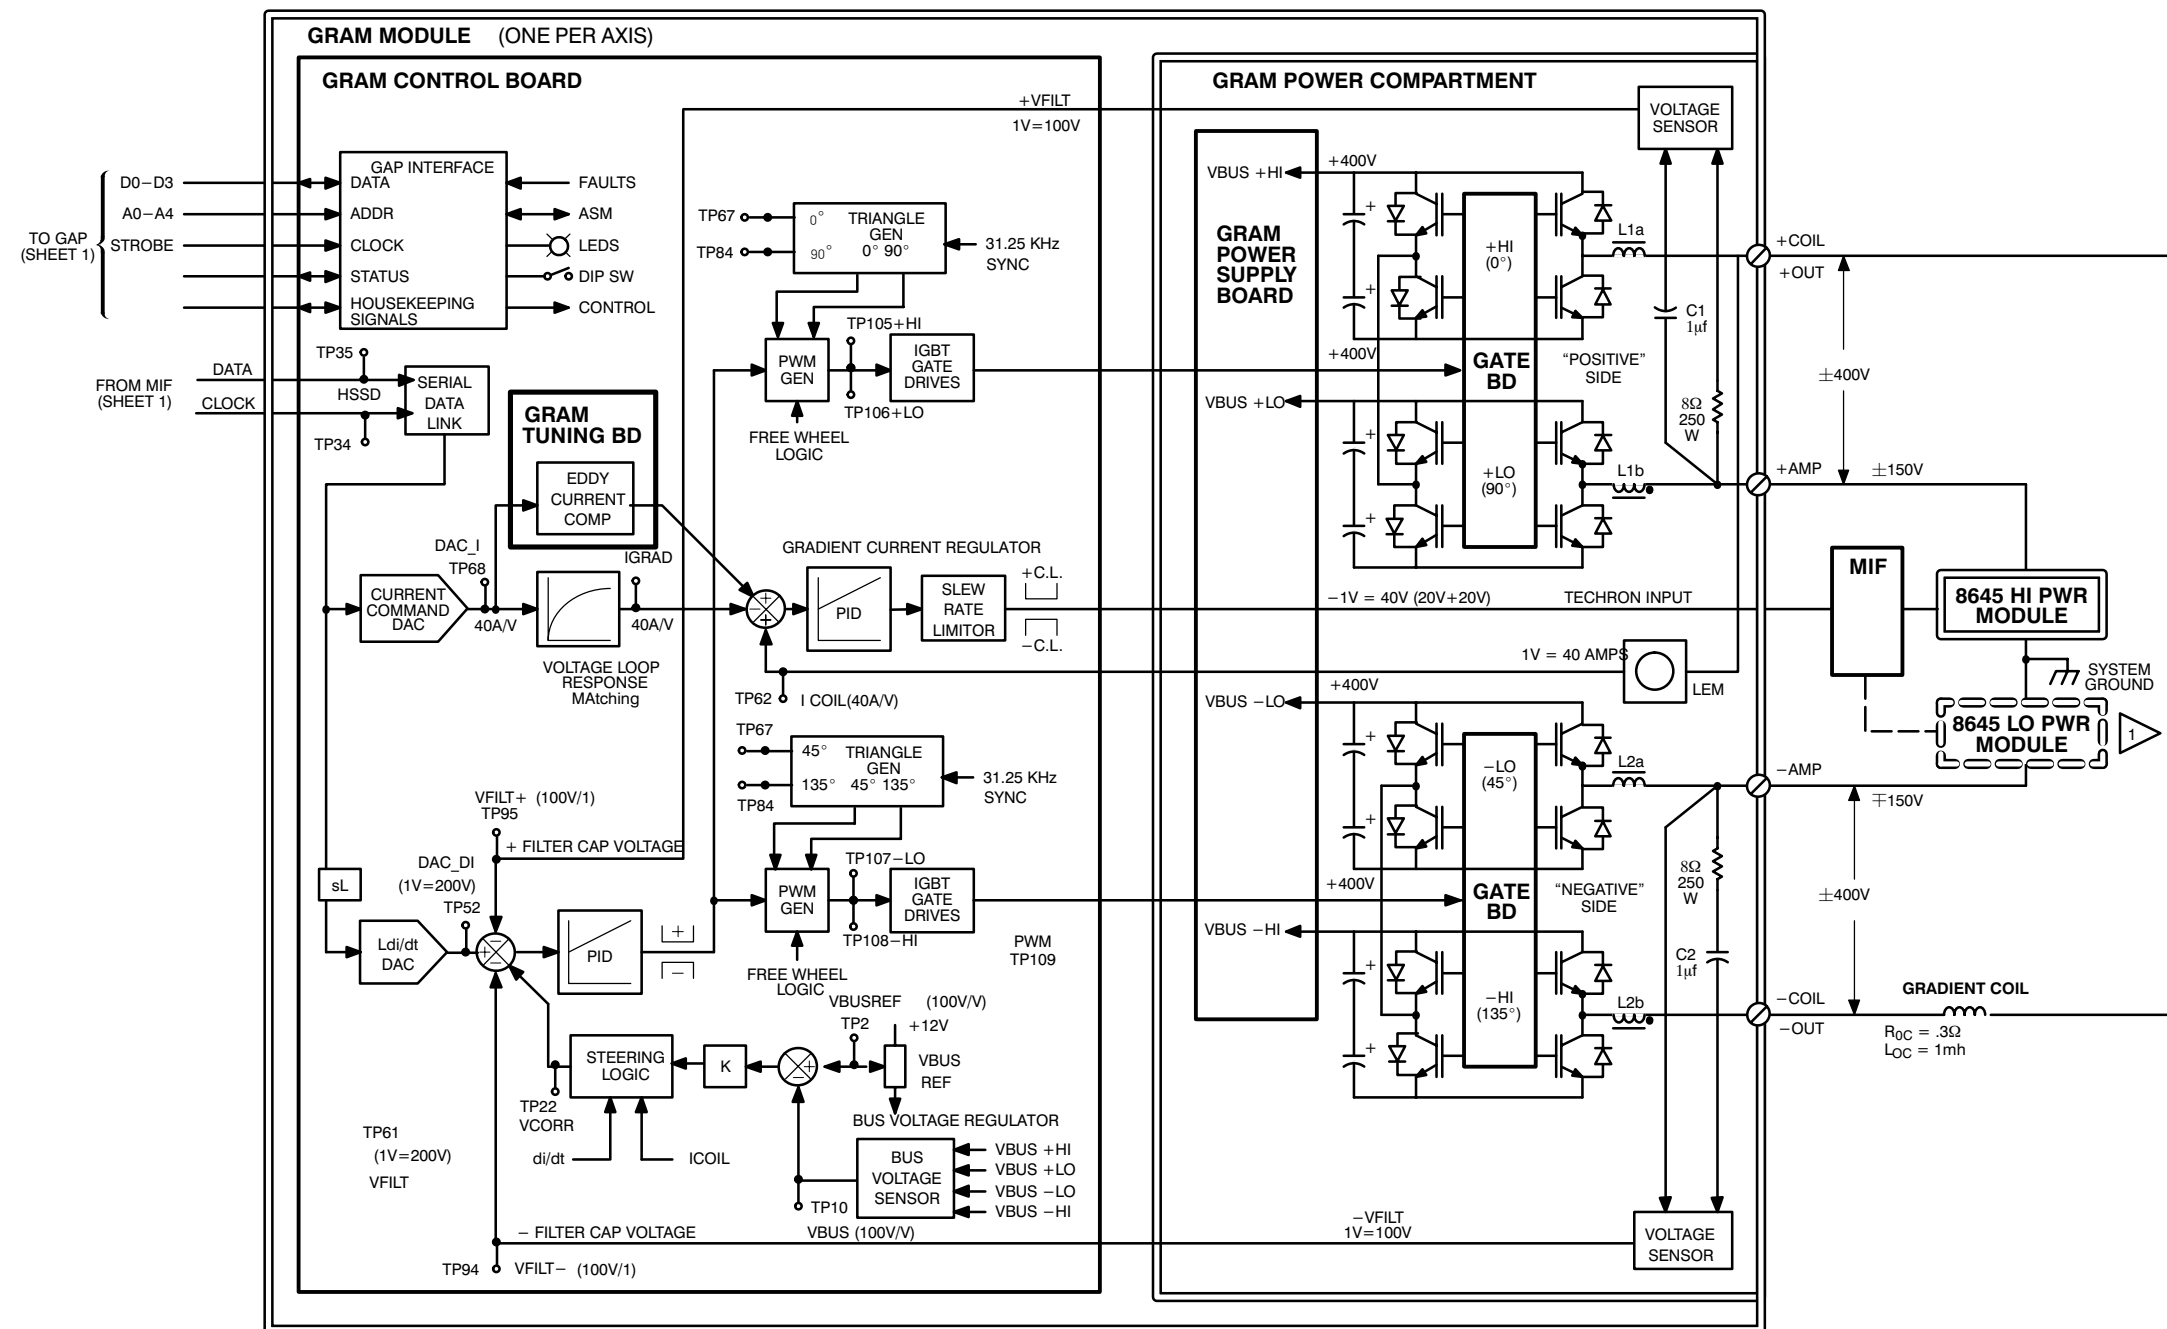 GRAM MODULE (ONE PER AXIS)
GRAM CONTROL BOARD
GRAM POWER COMPARTMENT
+VFILT
1V=100V
VOLTAGE
SENSOR
TO GAP
(SHEET 1)
D0−D3
A0−A4
STROBE
GAP INTERFACE
DATA
ADDR
CLOCK
STATUS
HOUSEKEEPING
SIGNALS
FAULTS
ASM
LEDS
DIP SW
CONTROL
FROM MIF
(SHEET 1)
DATA
CLOCK
TP35
HSSD
TP34
SERIAL
DATA
LINK
GRAM
TUNING BD
EDDY
CURRENT
COMP
TP67
TP84
0°
90°
TRIANGLE
GEN
0° 90°
31.25 KHz
SYNC
PWM
GEN
TP105+HI
TP106+LO
IGBT
GATE
DRIVES
FREE WHEEL
LOGIC
DAC_I
TP68
CURRENT
COMMAND
DAC
40A/V
IGRAD
40A/V
VOLTAGE LOOP
RESPONSE
MAtching
+
−
+
GRADIENT CURRENT REGULATOR
PID
SLEW
RATE
LIMITOR
+C.L.
−C.L.
−1V = 40V (20V+20V)
TECHRON INPUT
1V = 40 AMPS
LEM
TP62
I COIL(40A/V)
TP67
TP84
45°
135°
TRIANGLE
GEN
45° 135°
31.25 KHz
SYNC
VFILT+ (100V/1)
TP95
+ FILTER CAP VOLTAGE
DAC_DI
(1V=200V)
TP52
sL
Ldi/dt
DAC
−
+
−
PID
+
−
PWM
GEN
TP107−LO
TP108−HI
IGBT
GATE
DRIVES
FREE WHEEL
LOGIC
PWM
TP109
VBUSREF (100V/V)
TP2
+12V
VBUS
REF
STEERING
LOGIC
K
+
−
TP22
VCORR
di/dt
ICOIL
BUS VOLTAGE REGULATOR
BUS
VOLTAGE
SENSOR
VBUS +HI
VBUS +LO
VBUS −LO
VBUS −HI
TP10
VBUS (100V/V)
TP61
(1V=200V)
VFILT
− FILTER CAP VOLTAGE
TP94
VFILT− (100V/1)
−VFILT
1V=100V
VOLTAGE
SENSOR
GRAM
POWER
SUPPLY
BOARD
VBUS +HI
VBUS +LO
VBUS −LO
VBUS −HI
+400V
+400V
+400V
+400V
+
+
+
+
+
+
+
+
+HI
(0°)
GATE
BD
+LO
(90°)
−LO
(45°)
GATE
BD
−HI
(135°)
“POSITIVE”
SIDE
“NEGATIVE”
SIDE
L1a
L1b
L2a
L2b
C1
1µf
8Ω
250
W
8Ω
250
W
C2
1µf
+COIL
+OUT
±400V
+AMP
±150V
MIF
8645 HI PWR
MODULE
SYSTEM
GROUND
8645 LO PWR
MODULE
1
−AMP
∓150V
±400V
−COIL
−OUT
GRADIENT COIL
R0C = .3Ω
LOC = 1mh